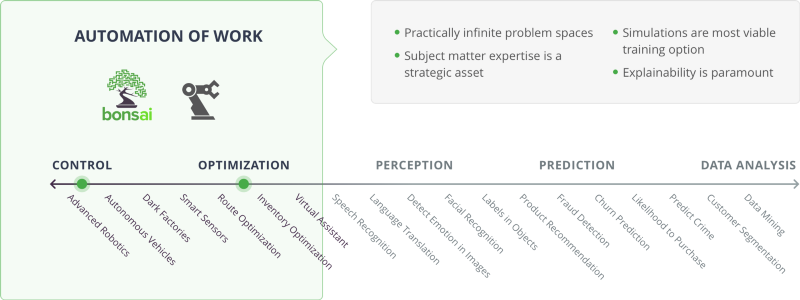 AUTOMATION OF WORK
bonsai
Practically infinite problem spaces
Subject matter expertise is a
strategic asset
Simulations are most viable
training option
Explainability is paramount
CONTROL
OPTIMIZATION
PERCEPTION
PREDICTION
DATA ANALYSIS
Advanced Robotics
Autonomous Vehicles
Dark Factories
Smart Sensors
Route Optimization
Inventory Optimization
Virtual Assistant
Speech Recognition
Language Translation
Detect Emotion in Images
Facial Recognition
Labels in Objects
Product Recommendation
Fraud Detection
Churn Prediction
Likelihood to Purchase
Predict Crime
Customer Segmentation
Data Mining